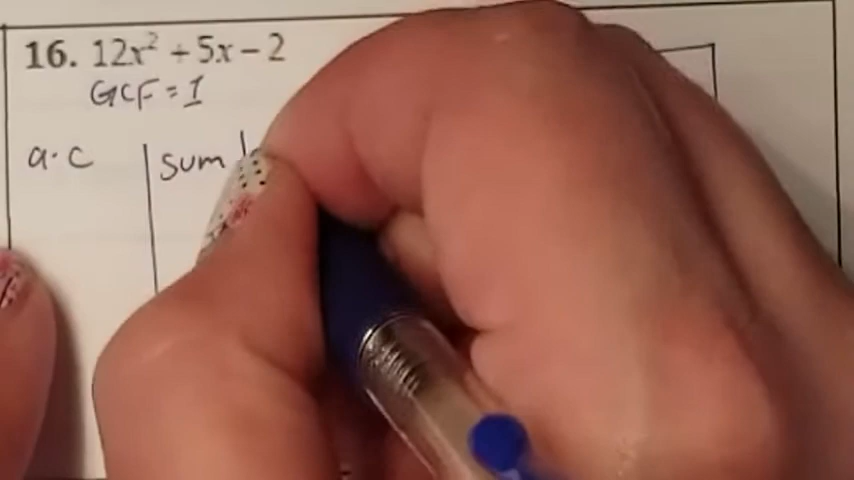 16. 12x² + 5x − 2
GCF = 1
a·c sum